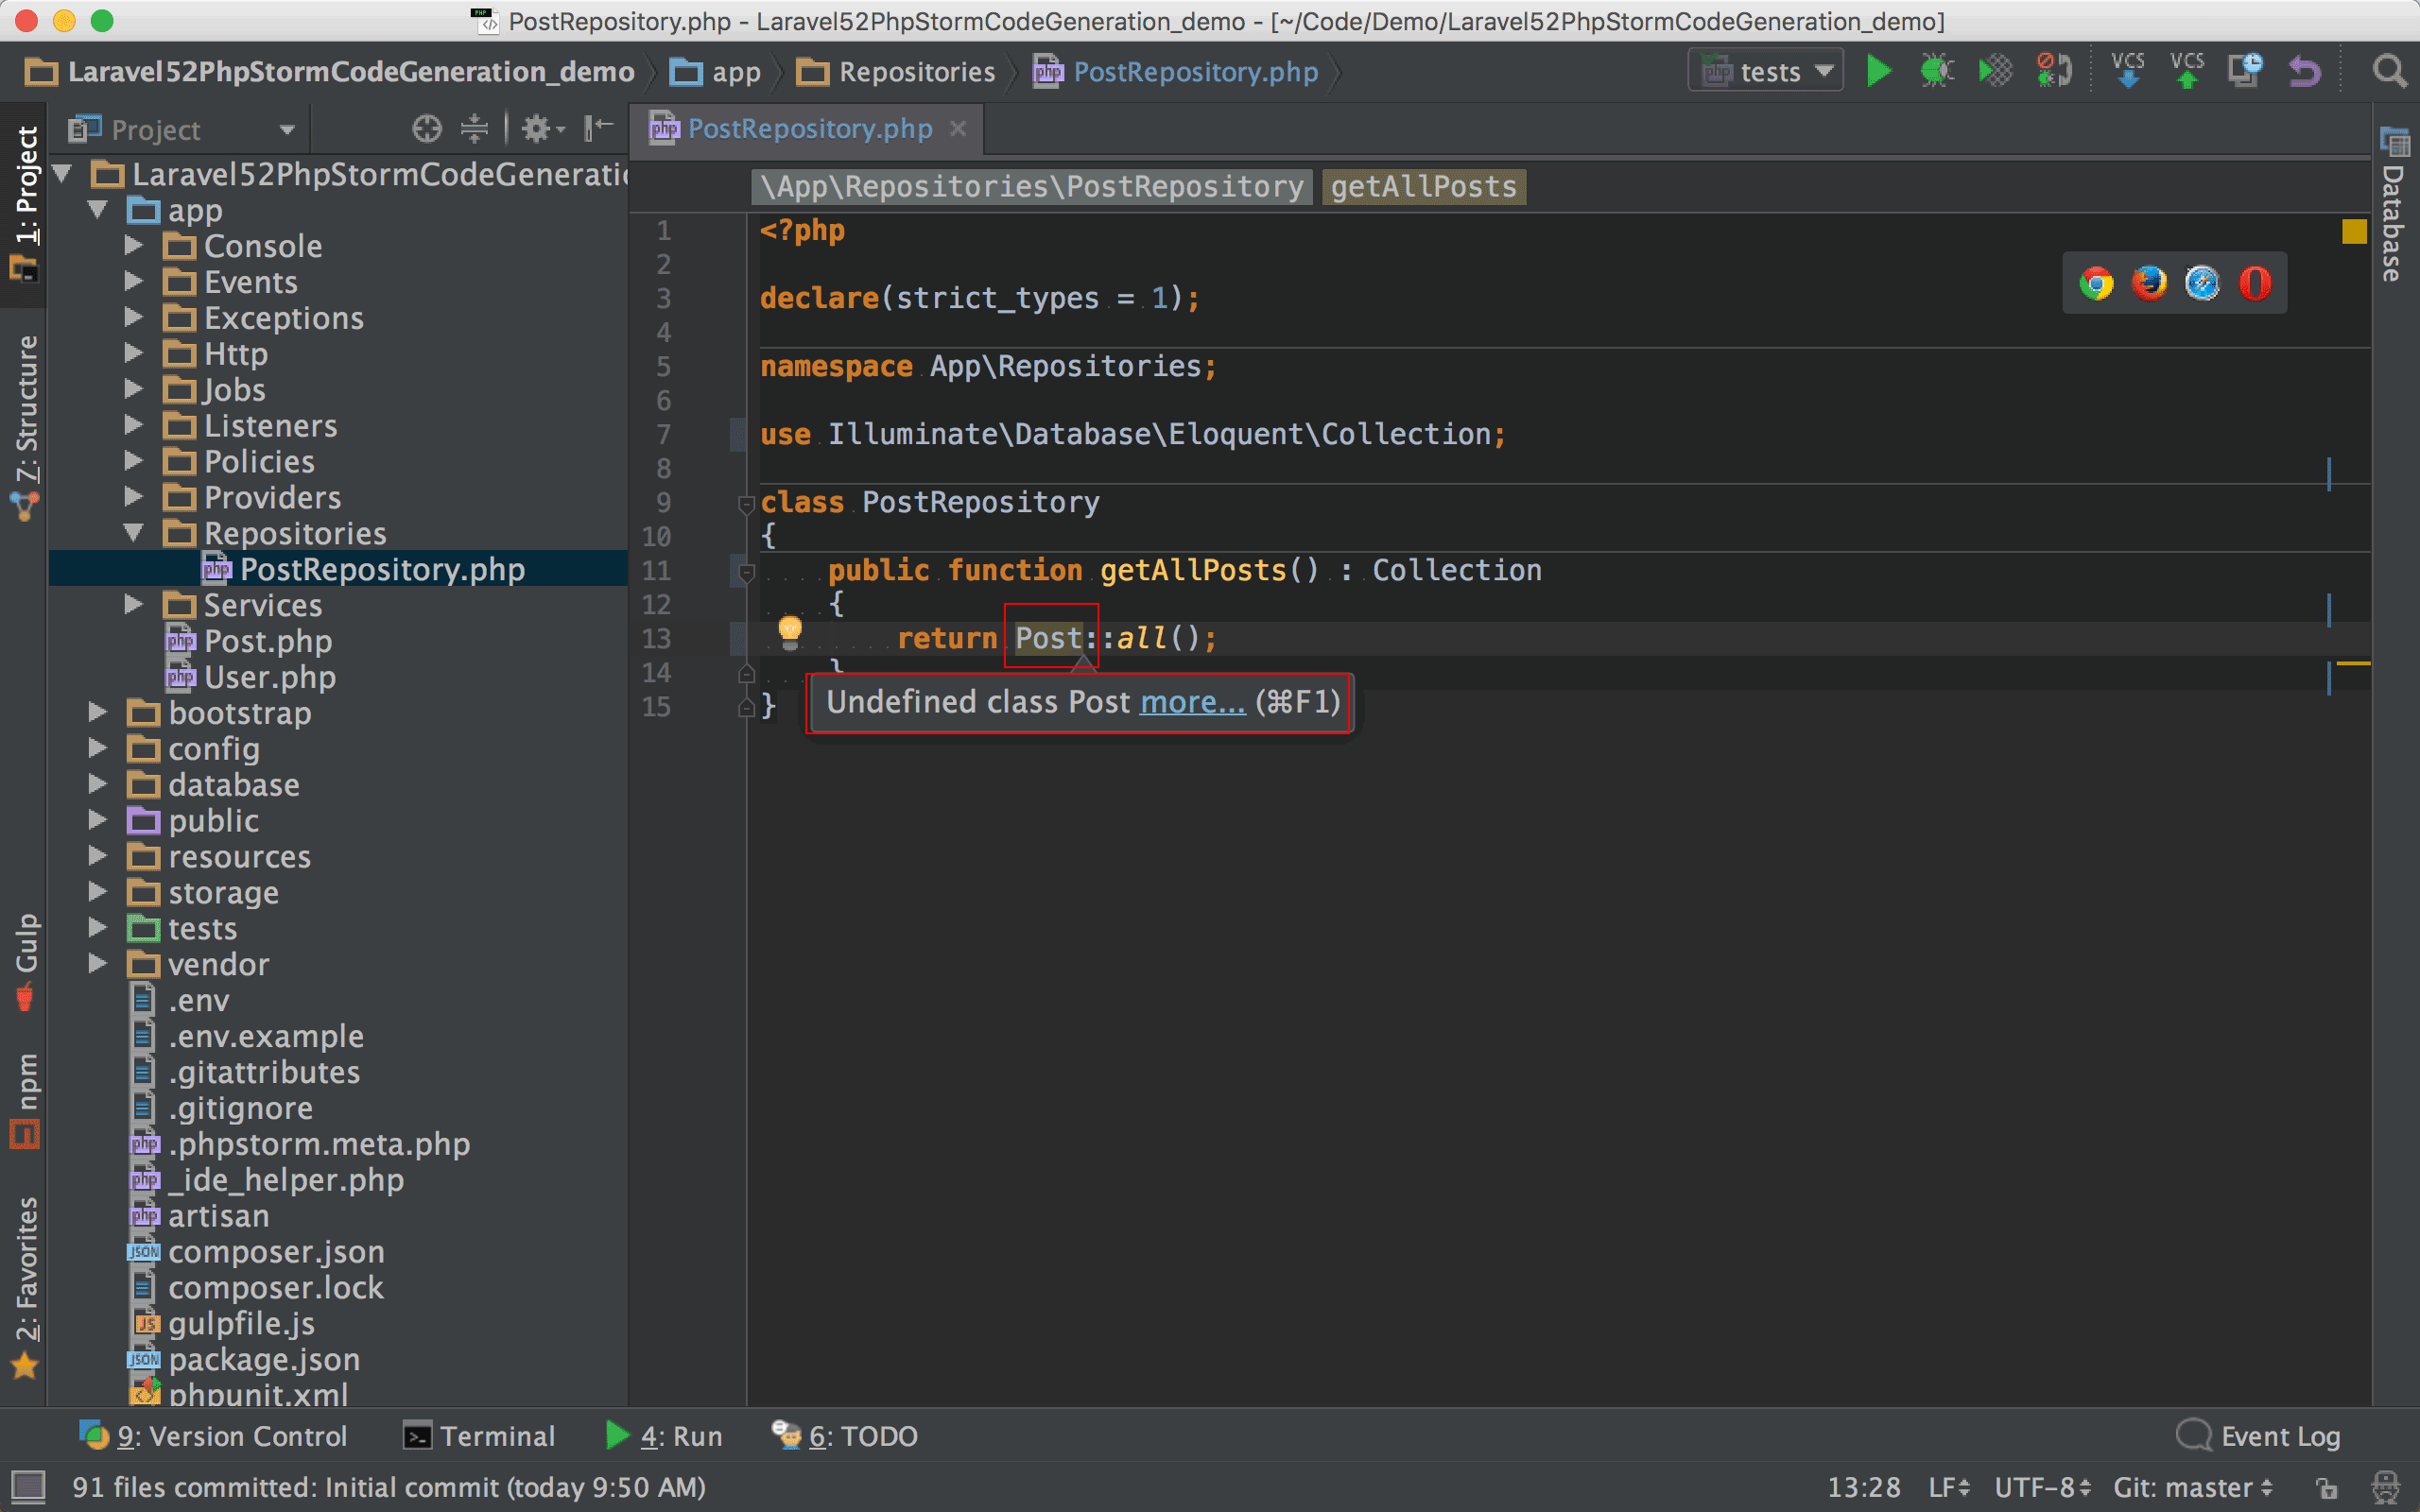 PostRepository.php - Laravel52PhpStormCodeGeneration_demo - [~/Code/Demo/Laravel52PhpStormCodeGeneration_demo]
Laravel52PhpStormCodeGeneration_demo app Repositories PostRepository.php tests VCS VCS
Project PostRepository.php
1: Project
7: Structure
Gulp
npm
2: Favorites
Laravel52PhpStormCodeGeneratio
app
Console
Events
Exceptions
Http
Jobs
Listeners
Policies
Providers
Repositories
PostRepository.php
Services
Post.php
User.php
bootstrap
config
database
public
resources
storage
tests
vendor
.env
.env.example
.gitattributes
.gitignore
.phpstorm.meta.php
_ide_helper.php
artisan
composer.json
composer.lock
gulpfile.js
package.json
phpunit.xml
\App\Repositories\PostRepository getAllPosts
1 <?php
2
3 declare(strict_types = 1);
4
5 namespace App\Repositories;
6
7 use Illuminate\Database\Eloquent\Collection;
8
9 class PostRepository
10 {
11 public function getAllPosts() : Collection
12 {
13 return Post::all();
14 }
15 }
Undefined class Post more... (⌘F1)
Database
9: Version Control Terminal 4: Run 6: TODO Event Log
91 files committed: Initial commit (today 9:50 AM) 13:28 LF UTF-8 Git: master